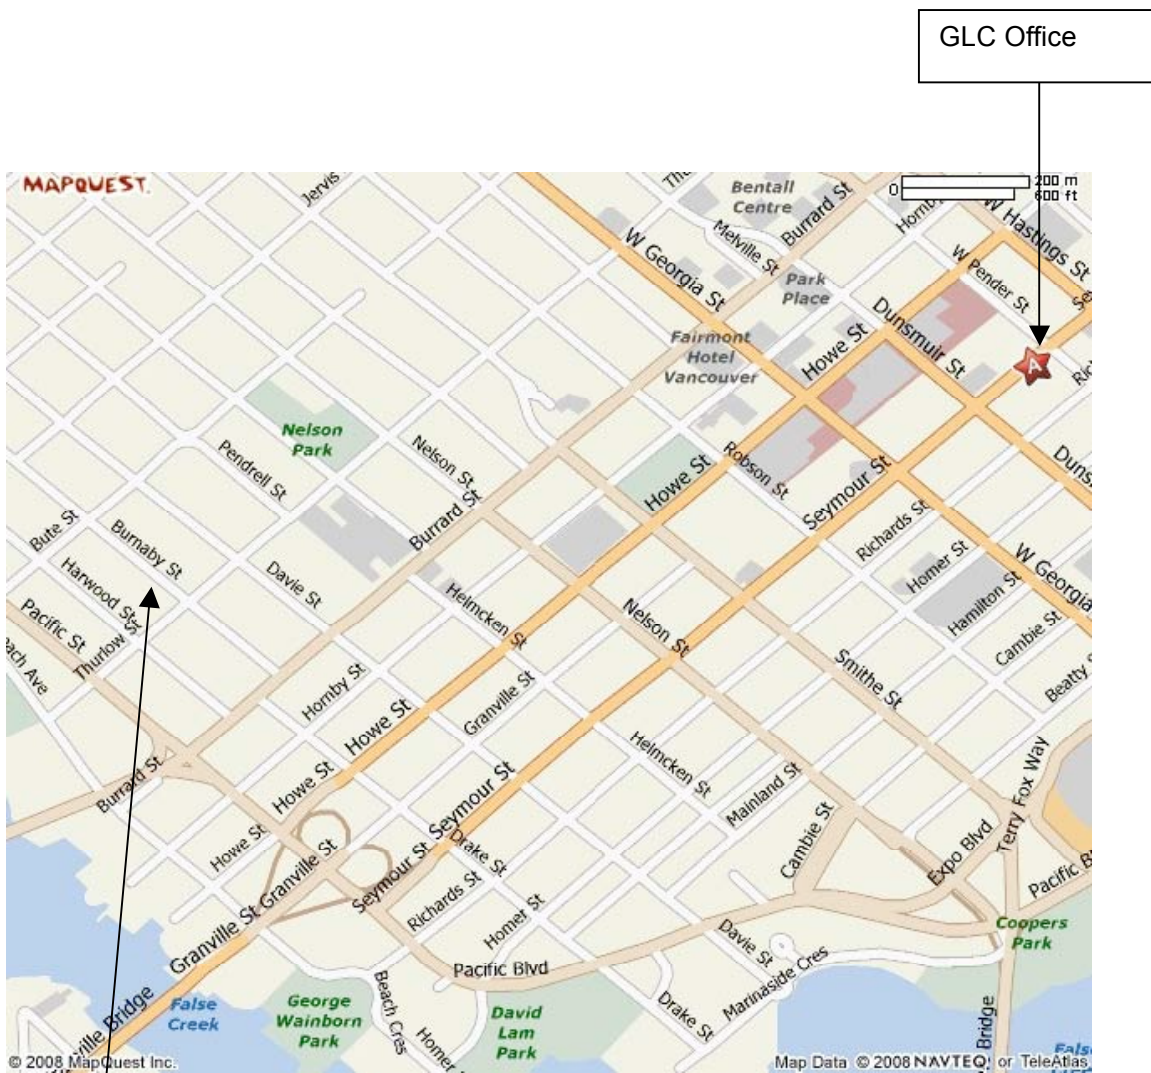 GLC Office
MAPQUEST.
0
200 m
600 ft
Jervis
Bentall
Centre
Burrard St
Melville St
W Hastings St
W Georgia St
W Pender St
Park
Place
Dunsmuir St
Fairmont
Hotel
Vancouver
Howe St
A
Nelson
Park
Nelson St
Pendrell St
Robson St
Howe St
Seymour St
Burrard St
Richards St
Bute St
Burnaby St
Harwood St
Davie St
Homer St
W Georgia
Hamilton St
Helmcken St
Nelson St
Cambie St
Pacific St
Thurlow St
Smithe St
Beatty
Hornby St
Granville St
Howe St
Helmcken St
Mainland St
Terry Fox Way
Burrard St
Howe St
Seymour St
Cambie St
Expo Blvd
Howe St
Granville St
Drake St
Seymour St
Pacific
Richards St
Homer St
Granville St
Davie St
Coopers
Park
Pacific Blvd
Marinaside Cres
Beach Cres
Drake St
False
Creek
George
Wainborn
Park
David
Lam
Park
Bridge
Bridge
Homer
© 2008 MapQuest Inc.
Map Data © 2008 NAVTEQ or TeleAtlas